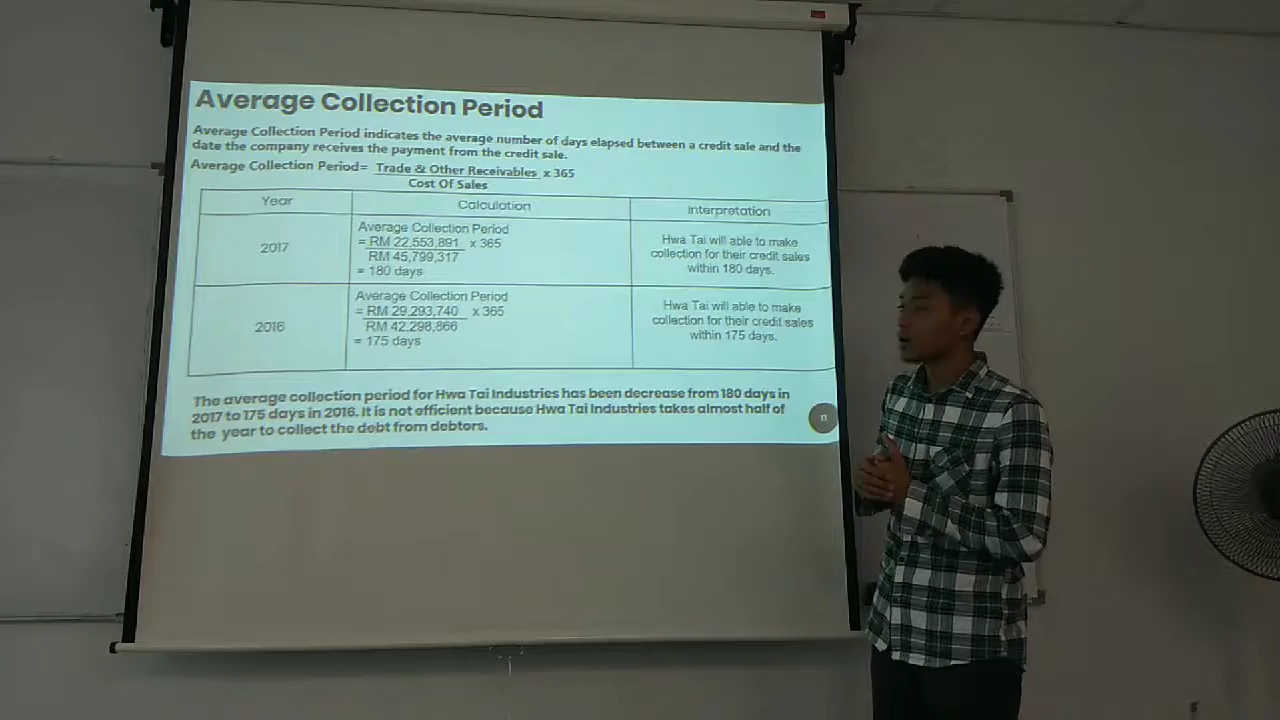 Average Collection Period
Average Collection Period indicates the average number of days elapsed between a credit sale and the
date the company receives the payment from the credit sale.
Average Collection Period= Trade & Other Receivables x 365
Cost Of Sales
Year Calculation Interpretation
2017
Average Collection Period
= RM 22,553,891 x 365
RM 45,799,317
= 180 days
Hwa Tai will able to make
collection for their credit sales
within 180 days.
2016
Average Collection Period
= RM 29,293,740 x 365
RM 42,298,866
= 175 days
Hwa Tai will able to make
collection for their credit sales
within 175 days.
The average collection period for Hwa Tai Industries has been decrease from 180 days in
2017 to 175 days in 2016. It is not efficient because Hwa Tai Industries takes almost half of
the year to collect the debt from debtors.
11